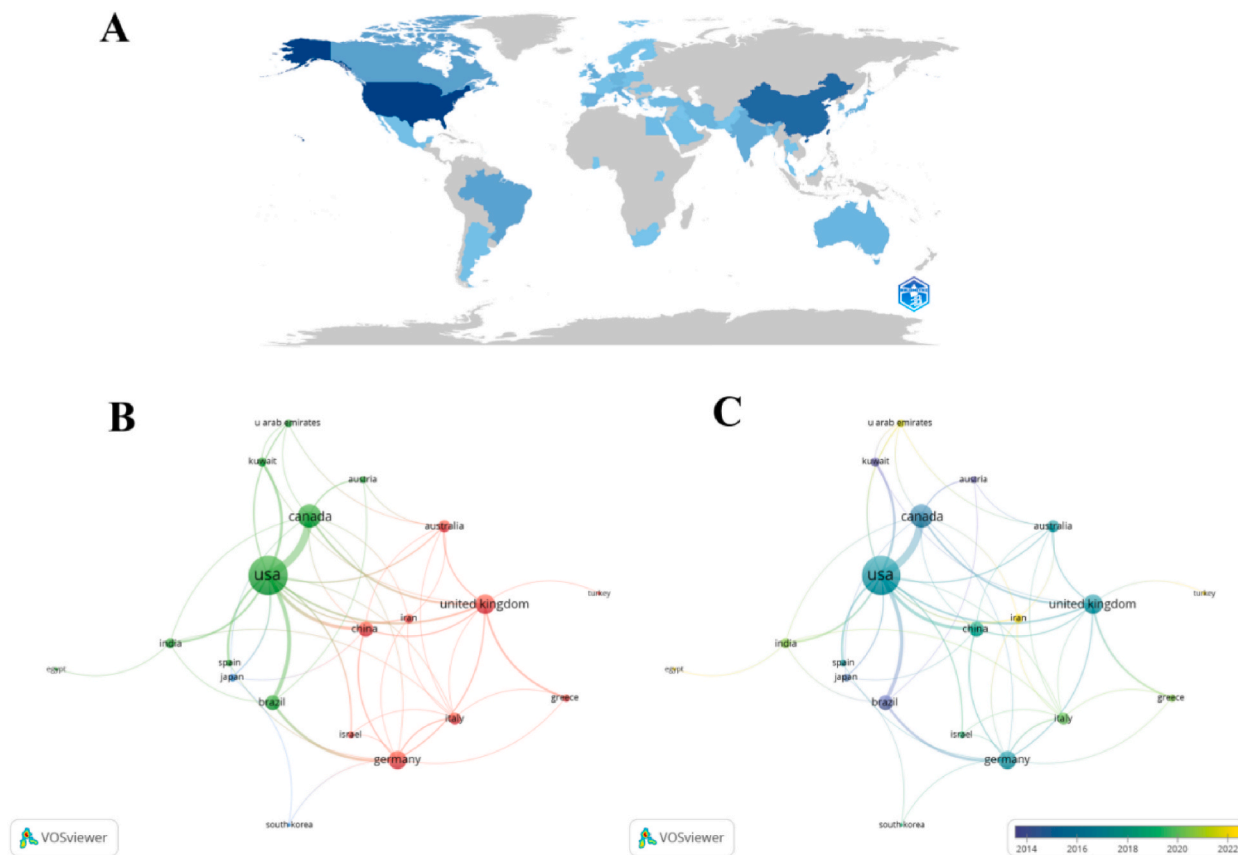 A
B
u arab emirates
kuwait
austria
canada
australia
usa
turkey
united kingdom
iran
china
india
egypt
spain
japan
brazil
greece
italy
israel
germany
south korea
VOSviewer
C
u arab emirates
kuwait
austria
canada
australia
usa
turkey
united kingdom
iran
china
india
egypt
spain
japan
brazil
greece
italy
israel
germany
south korea
VOSviewer
2014 2016 2018 2020 2022